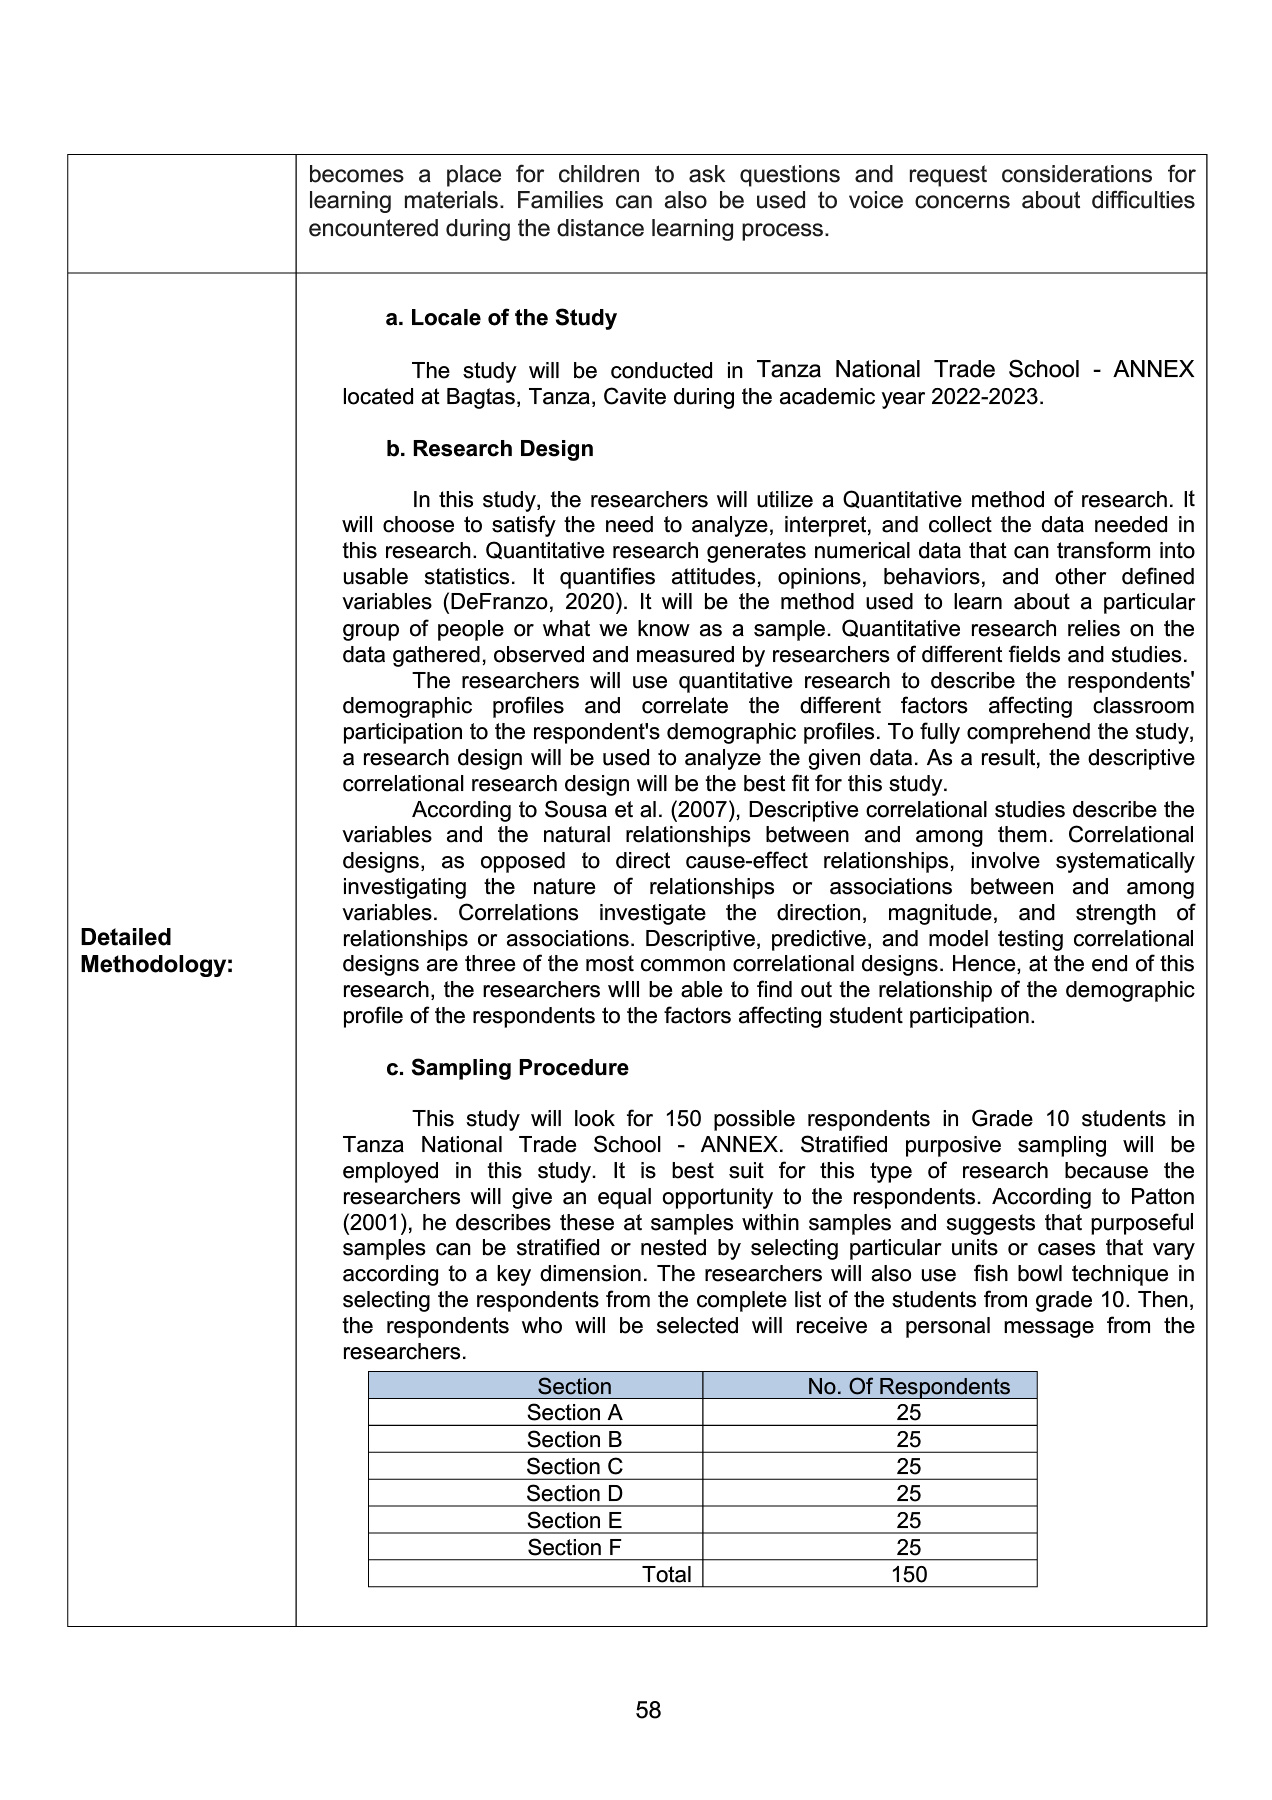 becomes a place for children to ask questions and request considerations for
learning materials. Families can also be used to voice concerns about difficulties
encountered during the distance learning process.
Detailed
Methodology:
a. Locale of the Study
The study will be conducted in Tanza National Trade School - ANNEX
located at Bagtas, Tanza, Cavite during the academic year 2022-2023.
b. Research Design
In this study, the researchers will utilize a Quantitative method of research. It
will choose to satisfy the need to analyze, interpret, and collect the data needed in
this research. Quantitative research generates numerical data that can transform into
usable statistics. It quantifies attitudes, opinions, behaviors, and other defined
variables (DeFranzo, 2020). It will be the method used to learn about a particular
group of people or what we know as a sample. Quantitative research relies on the
data gathered, observed and measured by researchers of different fields and studies.
The researchers will use quantitative research to describe the respondents'
demographic profiles and correlate the different factors affecting classroom
participation to the respondent's demographic profiles. To fully comprehend the study,
a research design will be used to analyze the given data. As a result, the descriptive
correlational research design will be the best fit for this study.
According to Sousa et al. (2007), Descriptive correlational studies describe the
variables and the natural relationships between and among them. Correlational
designs, as opposed to direct cause-effect relationships, involve systematically
investigating the nature of relationships or associations between and among
variables. Correlations investigate the direction, magnitude, and strength of
relationships or associations. Descriptive, predictive, and model testing correlational
designs are three of the most common correlational designs. Hence, at the end of this
research, the researchers wIll be able to find out the relationship of the demographic
profile of the respondents to the factors affecting student participation.
c. Sampling Procedure
This study will look for 150 possible respondents in Grade 10 students in
Tanza National Trade School - ANNEX. Stratified purposive sampling will be
employed in this study. It is best suit for this type of research because the
researchers will give an equal opportunity to the respondents. According to Patton
(2001), he describes these at samples within samples and suggests that purposeful
samples can be stratified or nested by selecting particular units or cases that vary
according to a key dimension. The researchers will also use fish bowl technique in
selecting the respondents from the complete list of the students from grade 10. Then,
the respondents who will be selected will receive a personal message from the
researchers.
Section No. Of Respondents
Section A 25
Section B 25
Section C 25
Section D 25
Section E 25
Section F 25
Total 150
58